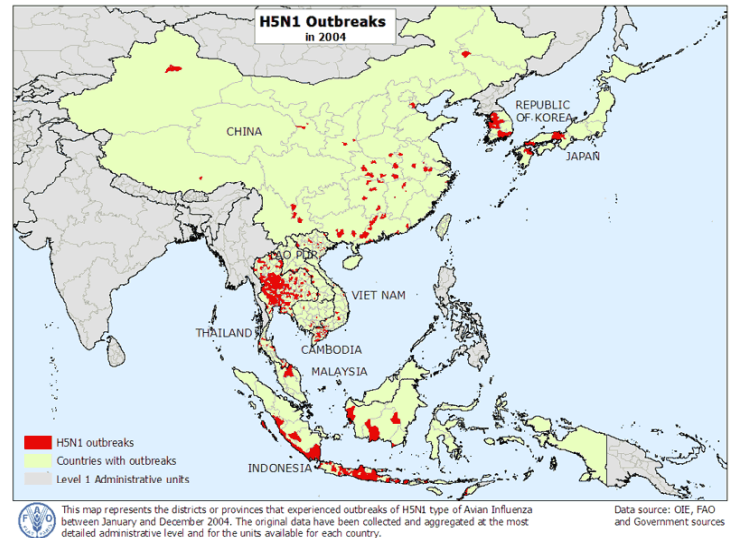 H5N1 Outbreaks
in 2004
REPUBLIC
OF KOREA
CHINA
JAPAN
LAO PDR
VIET NAM
THAILAND
CAMBODIA
MALAYSIA
H5N1 outbreaks
Countries with outbreaks
Level 1 Administrative units
INDONESIA
FAO
This map represents the districts or provinces that experienced outbreaks of H5N1 type of Avian Influenza
between January and December 2004. The original data have been collected and aggregated at the most
detailed administrative level and for the units available for each country.
Data source: OIE, FAO
and Government sources